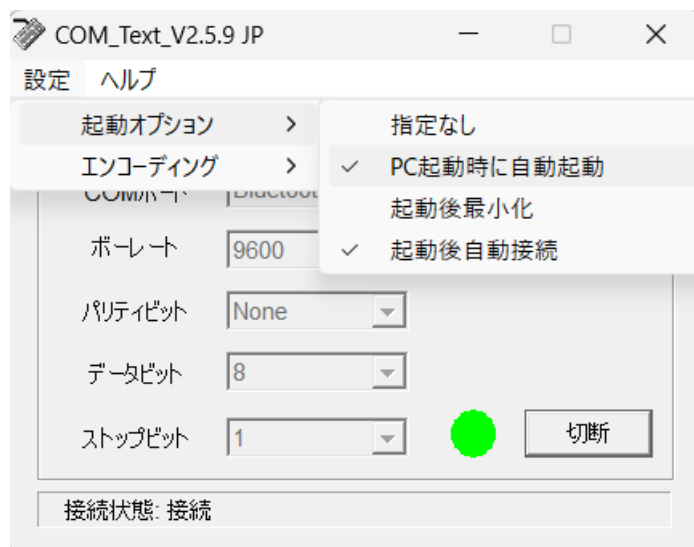 COM_Text_V2.5.9 JP
設定 ヘルプ
起動オプション
エンコーディング
指定なし
PC起動時に自動起動
起動後最小化
起動後自動接続
ボーレート 9600
パリティビット None
データビット 8
ストップビット 1
切断
接続状態: 接続